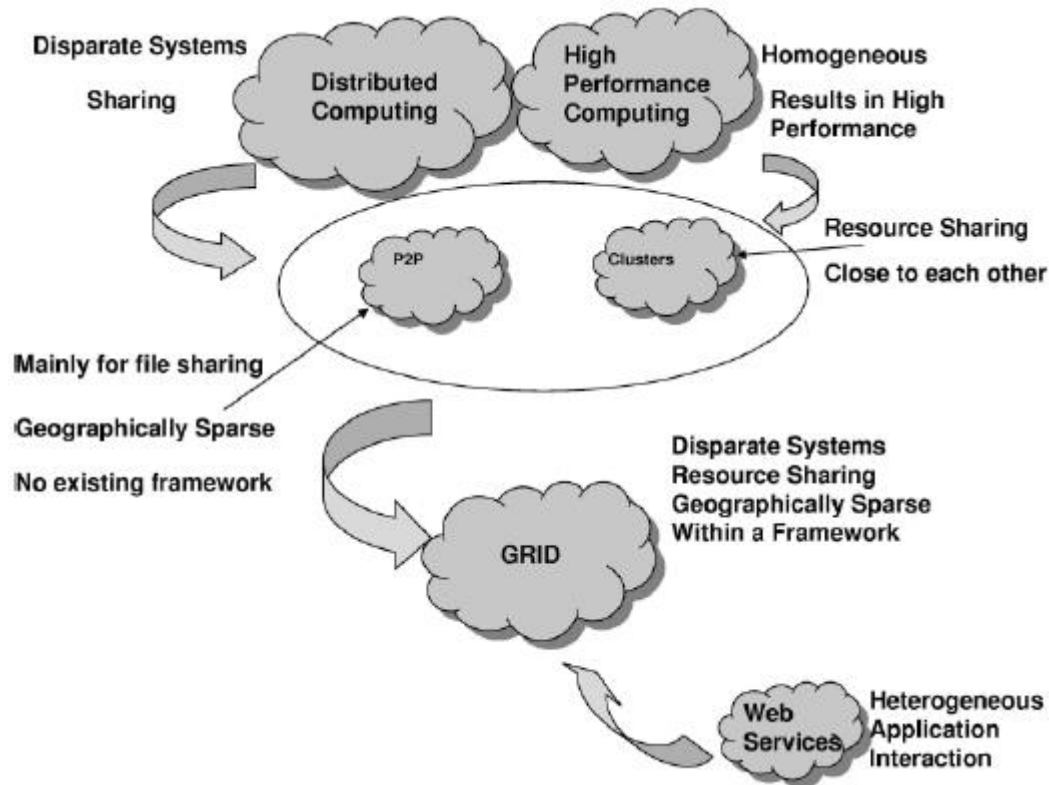 Disparate Systems
Sharing
Distributed
Computing
High
Performance
Computing
Homogeneous
Results in High
Performance
P2P
Clusters
Resource Sharing
Close to each other
Mainly for file sharing
Geographically Sparse
No existing framework
Disparate Systems
Resource Sharing
Geographically Sparse
Within a Framework
GRID
Web
Services
Heterogeneous
Application
Interaction